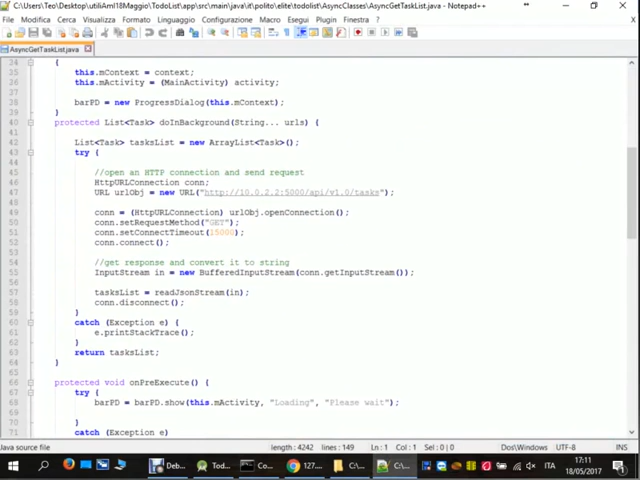 C:\Users\Teo\Desktop\utiliAmI18Maggio\TodoList\app\src\main\java\it\polito\elite\todolist\AsyncClasses\AsyncGetTaskList.java - Notepad++
File Modifica Cerca Visualizza Formato Linguaggio Configurazione Macro Esegui Plugin Finestra ?
AsyncGetTaskList.java
34 {
35 this.mContext = context;
36 this.mActivity = (MainActivity) activity;
37
38 barPD = new ProgressDialog(this.mContext);
39 }
40 protected List<Task> doInBackground(String... urls) {
41
42 List<Task> tasksList = new ArrayList<Task>();
43 try {
44
45 //open an HTTP connection and send request
46 HttpURLConnection conn;
47 URL urlObj = new URL("http://10.0.2.2:5000/api/v1.0/tasks");
48
49 conn = (HttpURLConnection) urlObj.openConnection();
50 conn.setRequestMethod("GET");
51 conn.setConnectTimeout(15000);
52 conn.connect();
53
54 //get response and convert it to string
55 InputStream in = new BufferedInputStream(conn.getInputStream());
56
57 tasksList = readJsonStream(in);
58 conn.disconnect();
59 }
60 catch (Exception e) {
61 e.printStackTrace();
62 }
63 return tasksList;
64 }
65
66 protected void onPreExecute() {
67 try {
68 barPD = barPD.show(this.mActivity, "Loading", "Please wait");
69
70 }
71 catch (Exception e)
Java source file length : 4242 lines : 149 Ln : 1 Col : 1 Sel : 0 | 0 Dos\Windows UTF-8 INS
Deb... Tod... Co... 127.... C:\... C:\... ITA 17:11
18/05/2017